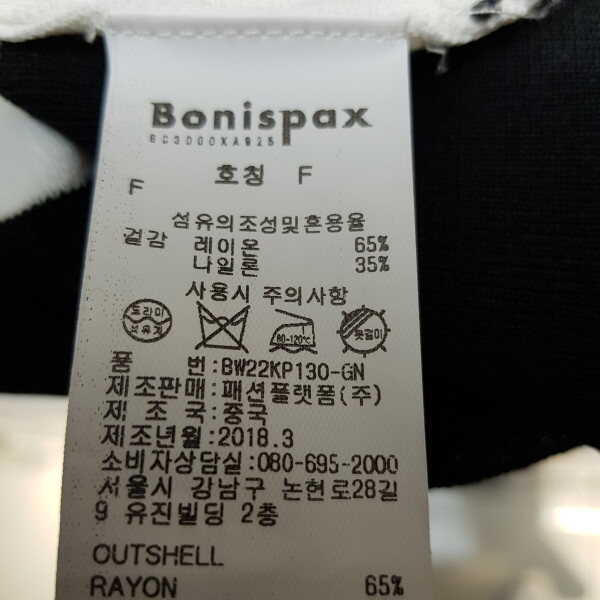 Bonispax
BC3000XA925
F 호칭 F
섬유의조성및혼용율
겉감 레이온 65%
나일론 35%
사용시 주의사항
드라이
석유계
80-120℃
옷걸이
품 번:BW22KP130-GN
제조판매:패션플랫폼(주)
제 조 국:중국
제조년월:2018.3
소비자상담실:080-695-2000
서울시 강남구 논현로28길
9 유진빌딩 2층
OUTSHELL
RAYON 65%